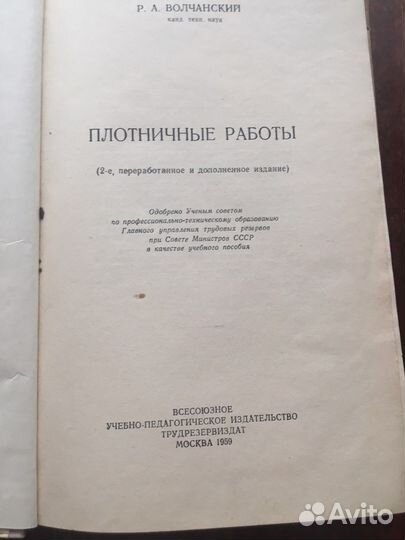 Р. А. ВОЛЧАНСКИЙ
канд. техн. наук
ПЛОТНИЧНЫЕ РАБОТЫ
(2-е, переработанное и дополненное издание)
Одобрено Ученым советом
по профессионально-техническому образованию
Главного управления трудовых резервов
при Совете Министров СССР
в качестве учебного пособия
ВСЕСОЮЗНОЕ
УЧЕБНО-ПЕДАГОГИЧЕСКОЕ ИЗДАТЕЛЬСТВО
ТРУДРЕЗЕРВИЗДАТ
МОСКВА 1959
Avito